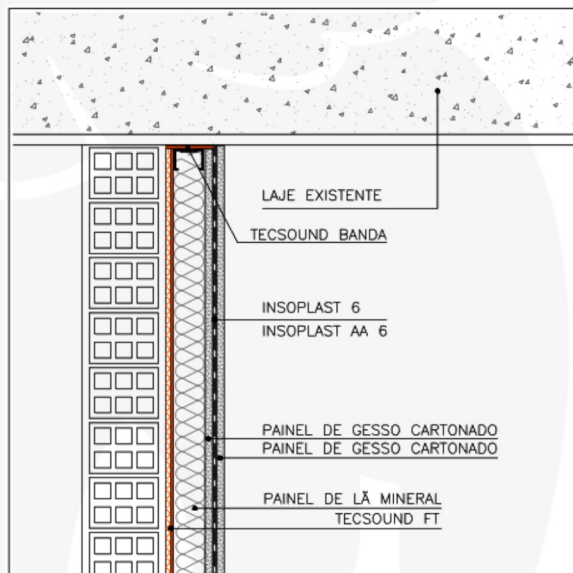 LAJE EXISTENTE
TECSOUND BANDA
INSOPLAST 6
INSOPLAST AA 6
PAINEL DE GESSO CARTONADO
PAINEL DE GESSO CARTONADO
PAINEL DE LÃ MINERAL
TECSOUND FT